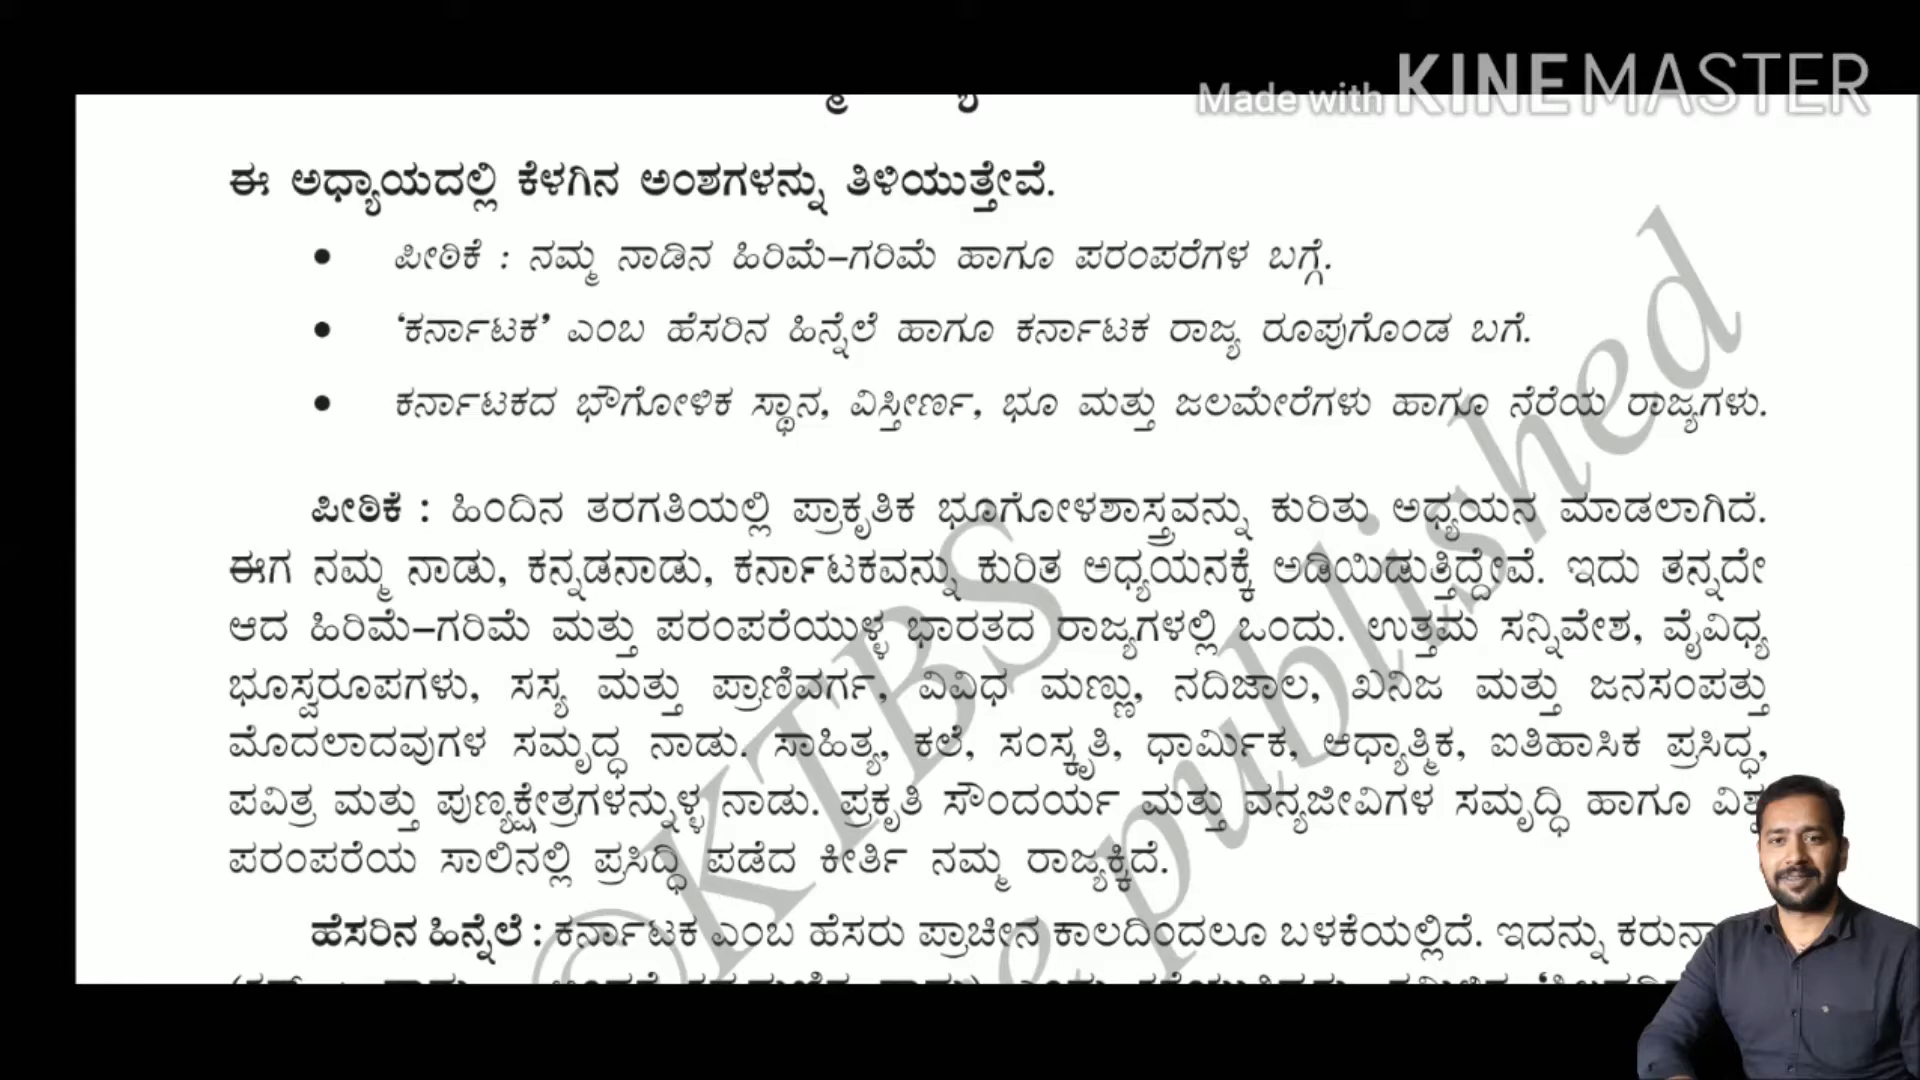 Made with KINEMASTER
ಈ ಅಧ್ಯಾಯದಲ್ಲಿ ಕೆಳಗಿನ ಅಂಶಗಳನ್ನು ತಿಳಿಯುತ್ತೇವೆ.
• ಪೀಠಿಕೆ : ನಮ್ಮ ನಾಡಿನ ಹಿರಿಮೆ–ಗರಿಮೆ ಹಾಗೂ ಪರಂಪರೆಗಳ ಬಗ್ಗೆ.
• ‘ಕರ್ನಾಟಕ’ ಎಂಬ ಹೆಸರಿನ ಹಿನ್ನೆಲೆ ಹಾಗೂ ಕರ್ನಾಟಕ ರಾಜ್ಯ ರೂಪುಗೊಂಡ ಬಗೆ.
• ಕರ್ನಾಟಕದ ಭೌಗೋಳಿಕ ಸ್ಥಾನ, ವಿಸ್ತೀರ್ಣ, ಭೂ ಮತ್ತು ಜಲಮೇರೆಗಳು ಹಾಗೂ ನೆರೆಯ ರಾಜ್ಯಗಳು.
ಪೀಠಿಕೆ : ಹಿಂದಿನ ತರಗತಿಯಲ್ಲಿ ಪ್ರಾಕೃತಿಕ ಭೂಗೋಳಶಾಸ್ತ್ರವನ್ನು ಕುರಿತು ಅಧ್ಯಯನ ಮಾಡಲಾಗಿದೆ.
ಈಗ ನಮ್ಮ ನಾಡು, ಕನ್ನಡನಾಡು, ಕರ್ನಾಟಕವನ್ನು ಕುರಿತ ಅಧ್ಯಯನಕ್ಕೆ ಅಡಿಯಿಡುತ್ತಿದ್ದೇವೆ. ಇದು ತನ್ನದೇ
ಆದ ಹಿರಿಮೆ–ಗರಿಮೆ ಮತ್ತು ಪರಂಪರೆಯುಳ್ಳ ಭಾರತದ ರಾಜ್ಯಗಳಲ್ಲಿ ಒಂದು. ಉತ್ತಮ ಸನ್ನಿವೇಶ, ವೈವಿಧ್ಯ
ಭೂಸ್ವರೂಪಗಳು, ಸಸ್ಯ ಮತ್ತು ಪ್ರಾಣಿವರ್ಗ, ವಿವಿಧ ಮಣ್ಣು, ನದಿಜಾಲ, ಖನಿಜ ಮತ್ತು ಜನಸಂಪತ್ತು
ಮೊದಲಾದವುಗಳ ಸಮೃದ್ಧ ನಾಡು. ಸಾಹಿತ್ಯ, ಕಲೆ, ಸಂಸ್ಕೃತಿ, ಧಾರ್ಮಿಕ, ಆಧ್ಯಾತ್ಮಿಕ, ಐತಿಹಾಸಿಕ ಪ್ರಸಿದ್ಧ,
ಪವಿತ್ರ ಮತ್ತು ಪುಣ್ಯಕ್ಷೇತ್ರಗಳನ್ನುಳ್ಳ ನಾಡು. ಪ್ರಕೃತಿ ಸೌಂದರ್ಯ ಮತ್ತು ವನ್ಯಜೀವಿಗಳ ಸಮೃದ್ಧಿ ಹಾಗೂ
ಪರಂಪರೆಯ ಸಾಲಿನಲ್ಲಿ ಪ್ರಸಿದ್ಧಿ ಪಡೆದ ಕೀರ್ತಿ ನಮ್ಮ ರಾಜ್ಯಕ್ಕಿದೆ.
ಹೆಸರಿನ ಹಿನ್ನೆಲೆ : ಕರ್ನಾಟಕ ಎಂಬ ಹೆಸರು ಪ್ರಾಚೀನ ಕಾಲದಿಂದಲೂ ಬಳಕೆಯಲ್ಲಿದೆ. ಇದನ್ನು
©KTBS
published